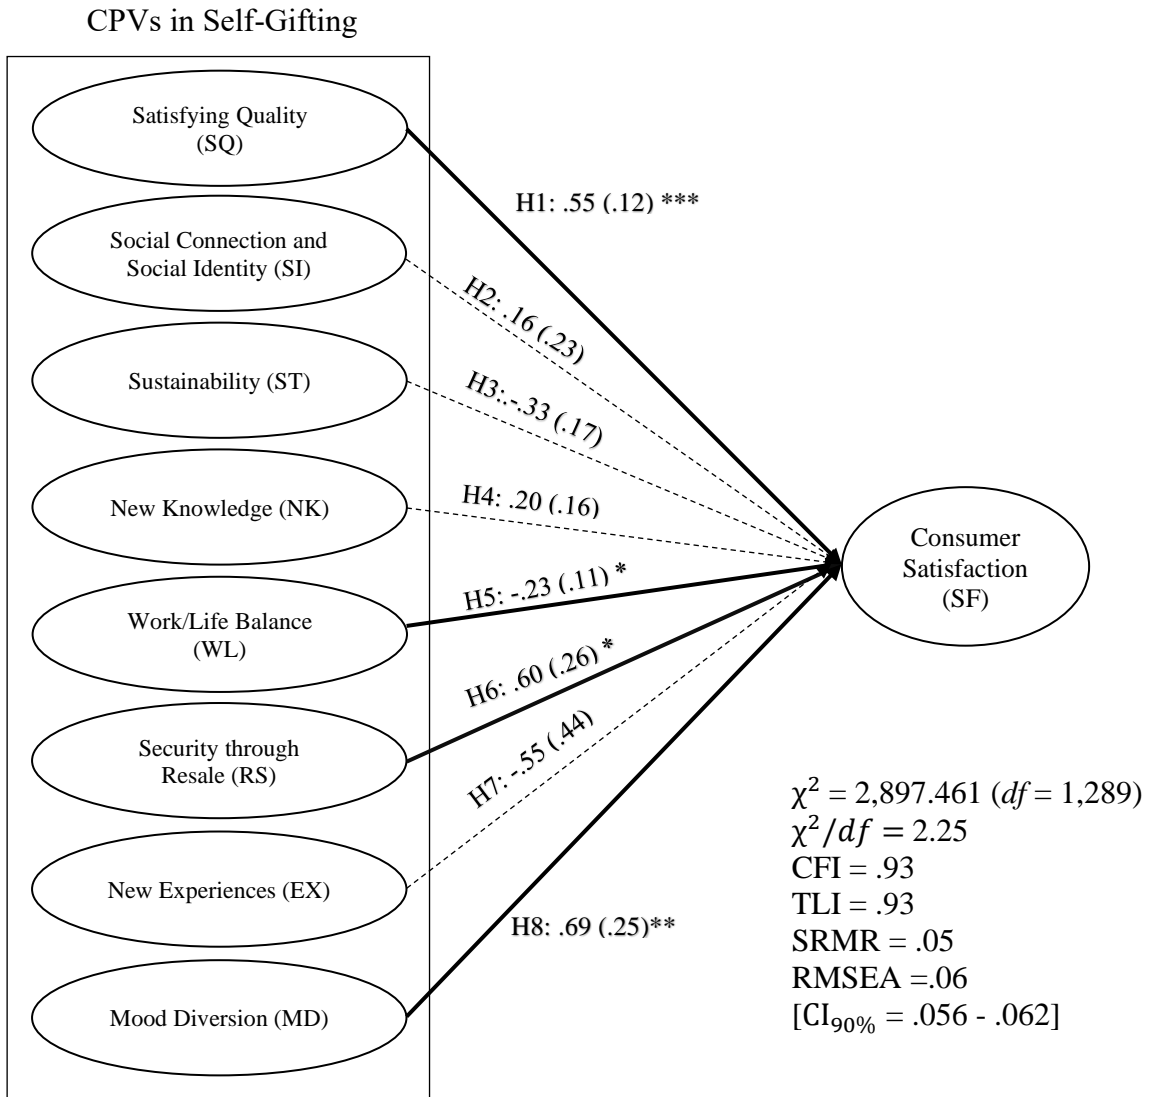 CPVs in Self-Gifting
Satisfying Quality
(SQ)
Social Connection and
Social Identity (SI)
Sustainability (ST)
New Knowledge (NK)
Work/Life Balance
(WL)
Security through
Resale (RS)
New Experiences (EX)
Mood Diversion (MD)
H1: .55 (.12) ***
H2: .16 (.23)
H3:.-.33 (.17)
H4: .20 (.16)
H5: -.23 (.11) *
H6: .60 (.26) *
H7: -.55 (.44)
H8: .69 (.25)**
Consumer
Satisfaction
(SF)
χ² = 2,897.461 (df = 1,289)
χ²/df = 2.25
CFI = .93
TLI = .93
SRMR = .05
RMSEA =.06
[CI₉₀% = .056 - .062]